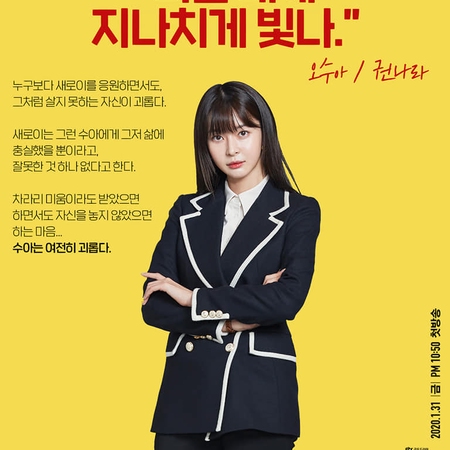 지나치게 빛나."
오수아 / 권나라
누구보다 새로이를 응원하면서도,
그처럼 살지 못하는 자신이 괴롭다.
새로이는 그런 수아에게 그저 삶에
충실했을 뿐이라고,
잘못한 것 하나 없다고 한다.
차라리 미움이라도 받았으면
하면서도 자신을 놓지 않았으면
하는 마음...
수아는 여전히 괴롭다.
2020.1.31 |금| PM 10:50 첫방송